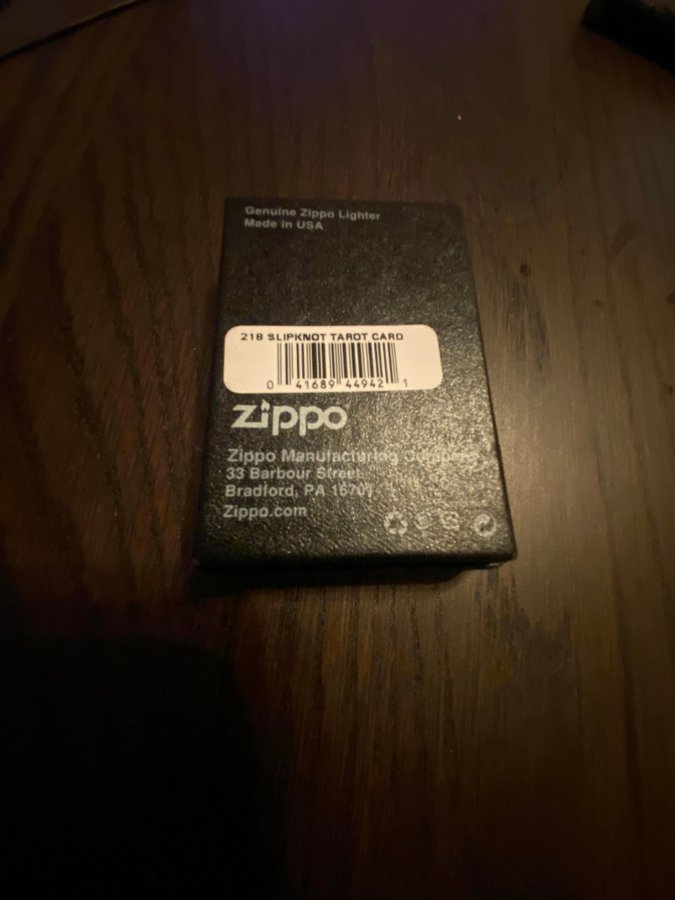 Genuine Zippo Lighter
Made in USA
218 SLIPKNOT TAROT CARD
0 41689 44942 1
zippo
Zippo Manufacturing Company
33 Barbour Street
Bradford, PA 16701
Zippo.com